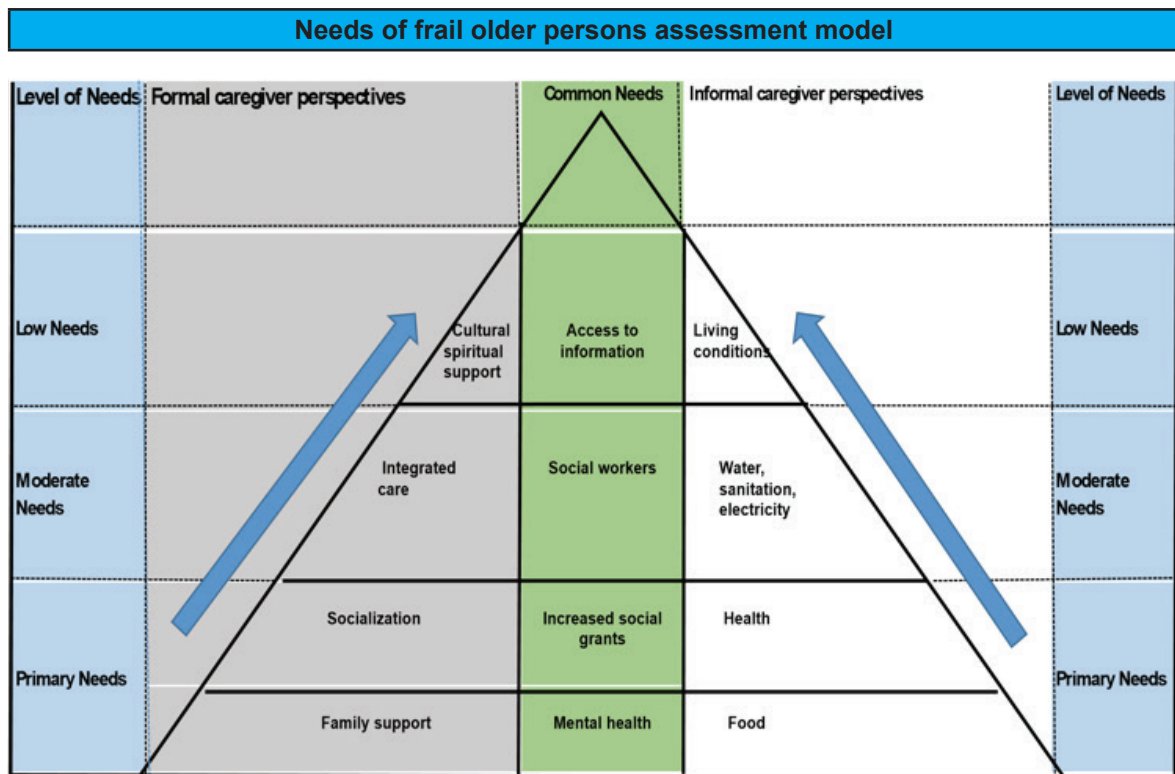 Needs of frail older persons assessment model
Level of Needs
Formal caregiver perspectives
Common Needs
Informal caregiver perspectives
Level of Needs
Low Needs
Cultural
spiritual
support
Access to
information
Living
conditions
Low Needs
Moderate
Needs
Integrated
care
Social workers
Water,
sanitation,
electricity
Moderate
Needs
Primary Needs
Socialization
Increased social
grants
Health
Primary Needs
Family support
Mental health
Food